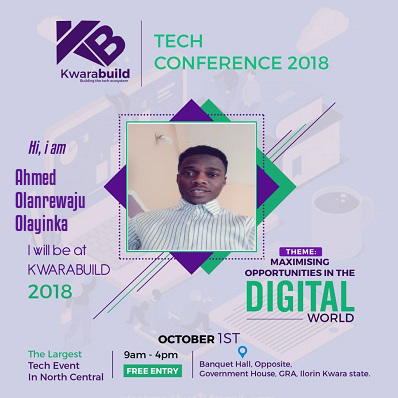 KB
Kwarabuild
Building the tech ecosystem
TECH
CONFERENCE 2018
Hi, i am
Ahmed
Olanrewaju
Olayinka
I will be at
KWARABUILD
2018
THEME:
MAXIMISING
OPPORTUNITIES IN THE
DIGITAL
WORLD
OCTOBER 1ST
The Largest
Tech Event
In North Central
9am - 4pm
FREE ENTRY
Banquet Hall, Opposite,
Government House, GRA, Ilorin Kwara state.